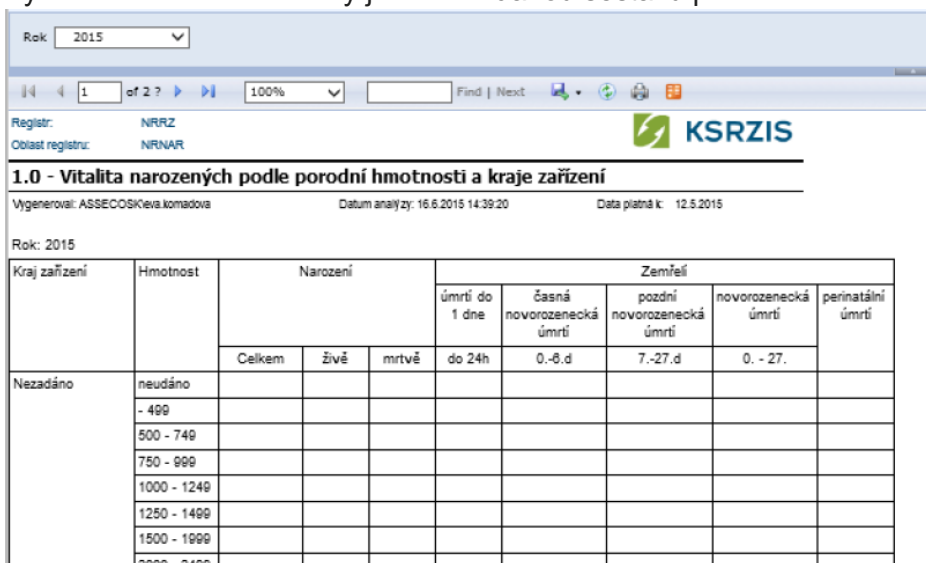 Rok 2015
1 of 2 ? 100% Find | Next
Registr: NRRZ
Oblast registru: NRNAR
KSRZIS
1.0 - Vitalita narozených podle porodní hmotnosti a kraje zařízení
Vygeneroval: ASSECOSK\eva.komadova Datum analýzy: 16.6.2015 14:39:20 Data platná k: 12.5.2015
Rok: 2015
Kraj zařízení Hmotnost Narození Zemřelí
úmrtí do 1 dne časná novorozenecká úmrtí pozdní novorozenecká úmrtí novorozenecká úmrtí perinatální úmrtí
Celkem živě mrtvě do 24h 0.-6.d 7.-27.d 0. - 27.
Nezadáno neudáno
- 499
500 - 749
750 - 999
1000 - 1249
1250 - 1499
1500 - 1999